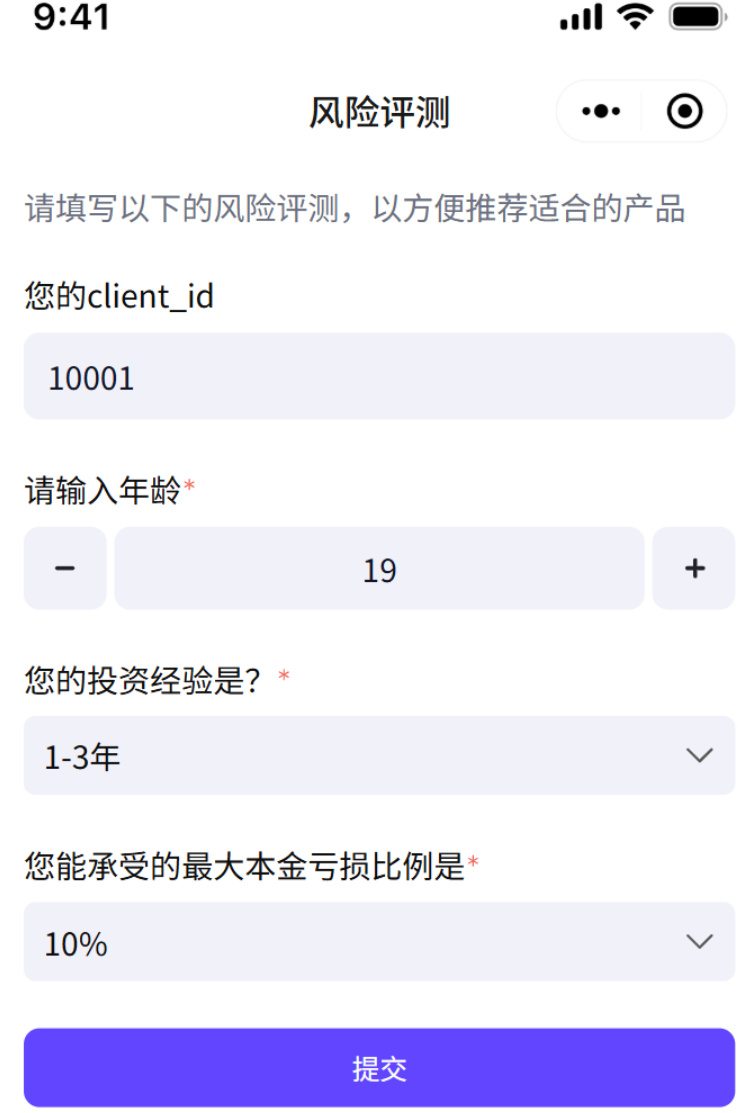 9:41
风险评测
请填写以下的风险评测，以方便推荐适合的产品
您的client_id
10001
请输入年龄*
19
您的投资经验是？*
1-3年
您能承受的最大本金亏损比例是*
10%
提交